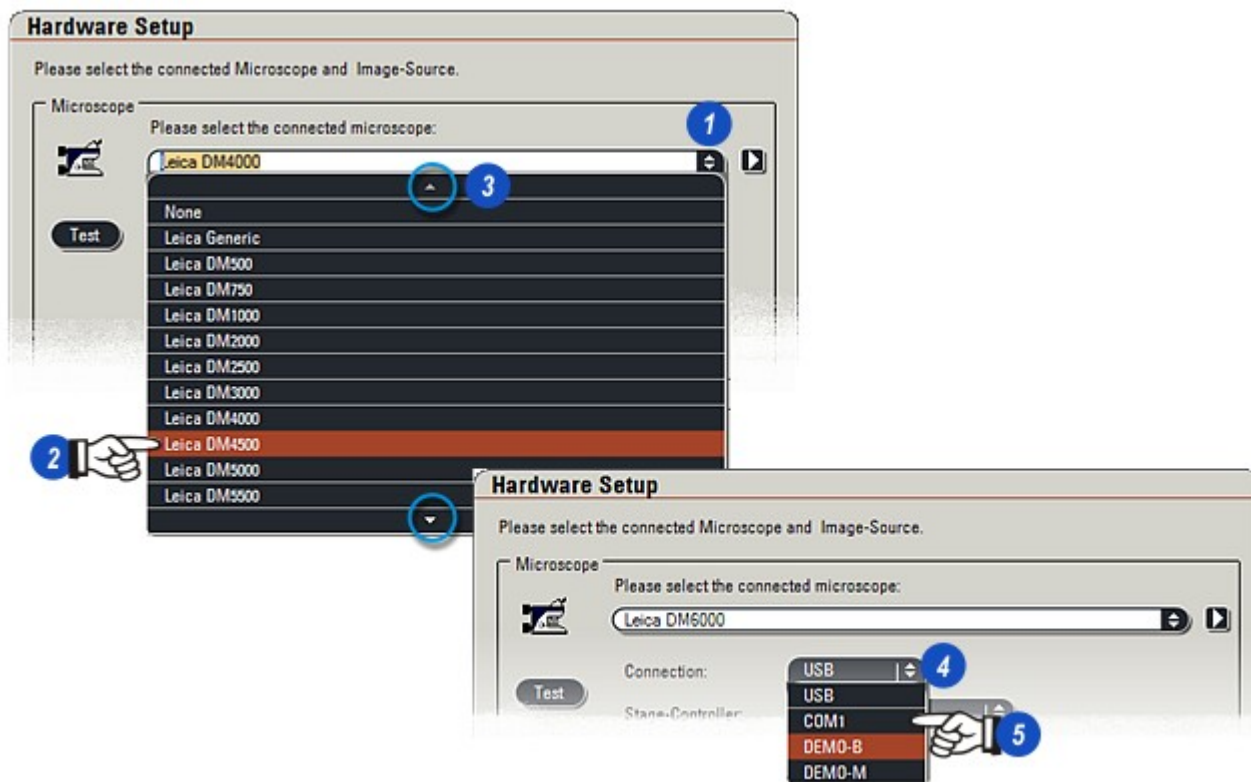 Hardware Setup
Please select the connected Microscope and Image-Source.
Microscope
Please select the connected microscope:
1
Leica DM4000
3
None
Test
Leica Generic
Leica DM500
Leica DM750
Leica DM1000
Leica DM2000
Leica DM2500
Leica DM3000
Leica DM4000
2
Leica DM4500
Leica DM5000
Leica DM5500
Hardware Setup
Please select the connected Microscope and Image-Source.
Microscope
Please select the connected microscope:
Leica DM6000
Connection:
USB
4
Test
USB
Stage-Controller:
COM1
5
DEMO-B
DEMO-M